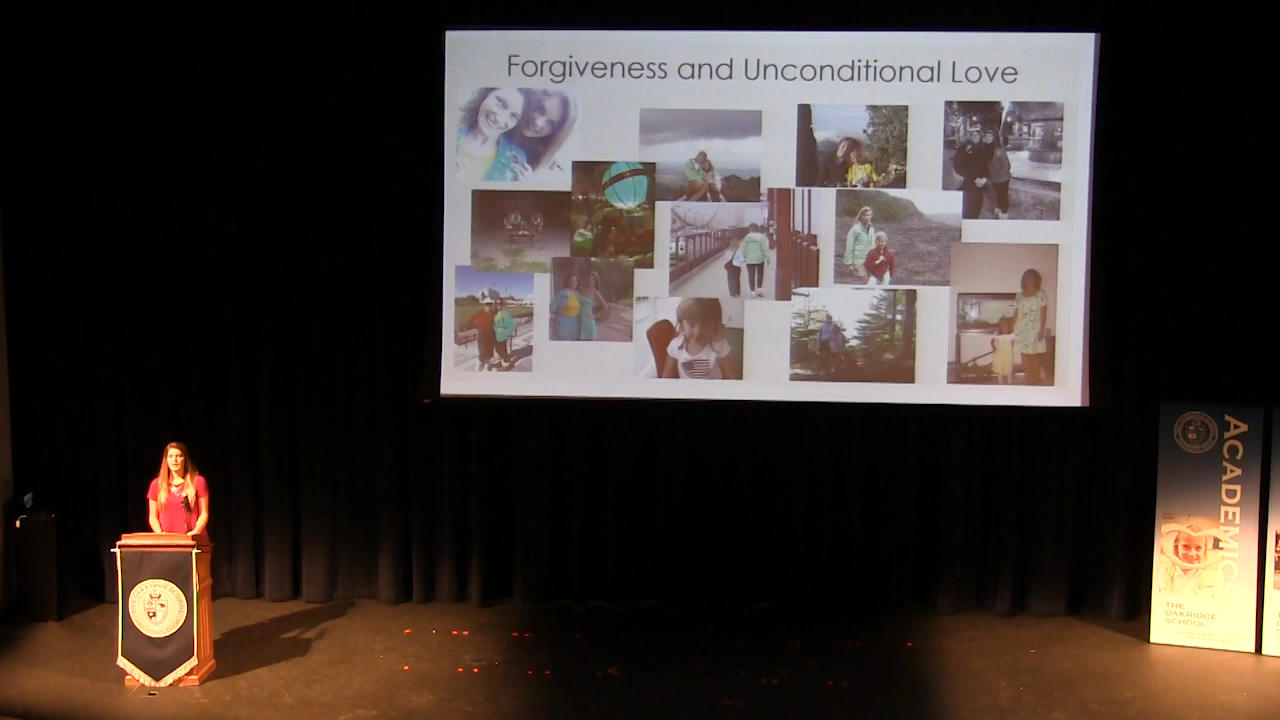 Forgiveness and Unconditional Love
ACADEMIC
THE
OAKRIDGE
SCHOOL